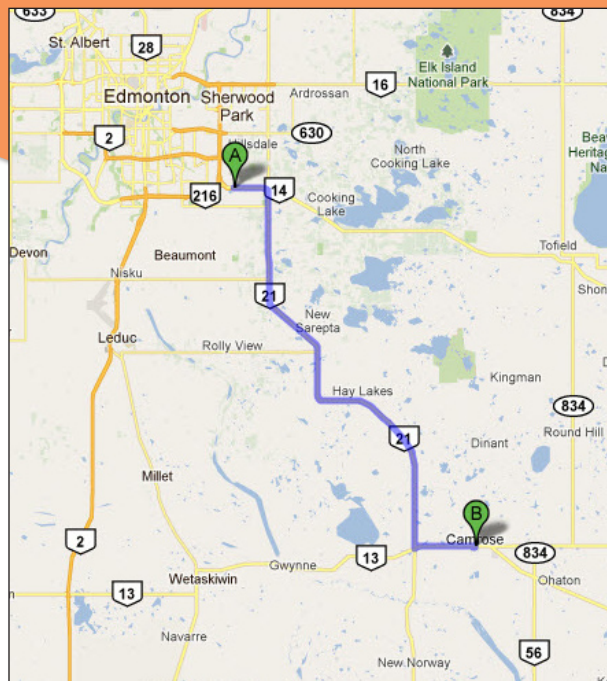 633
834
St. Albert
28
Elk Island
National Park
Edmonton
Sherwood
Park
Ardrossan
16
2
630
Hillsdale
North
Cooking Lake
Heritage
A
216
14
Cooking
Lake
Devon
Beaumont
Tofield
Nisku
21
New
Sarepta
Leduc
Rolly View
Kingman
Hay Lakes
834
21
Dinant
Round Hill
Millet
B
Camrose
2
Gwynne
13
834
Wetaskiwin
Ohaton
13
Navarre
56
New Norway